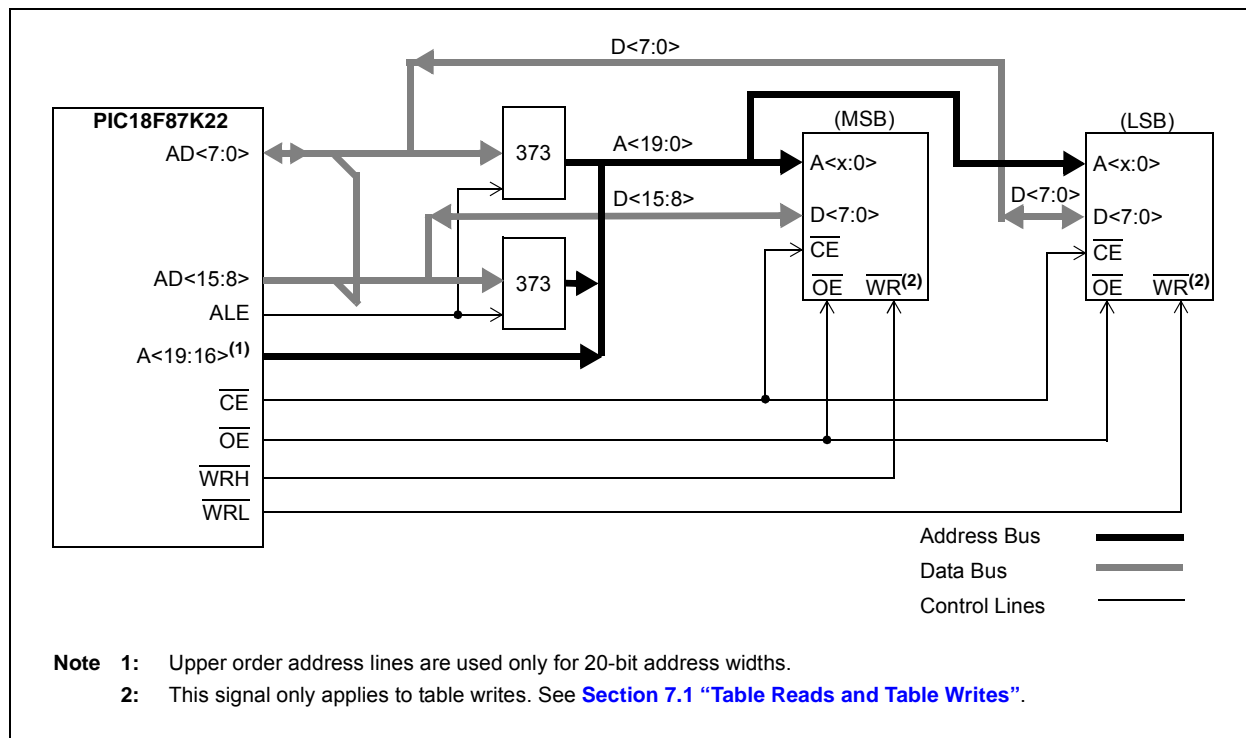 D<7:0>
PIC18F87K22
AD<7:0>
373
A<19:0>
(MSB)
(LSB)
A<x:0>
A<x:0>
D<15:8>
D<7:0>
D<7:0>
D<7:0>
CE
CE
AD<15:8>
373
OE WR(2)
OE WR(2)
ALE
A<19:16>(1)
CE
OE
WRH
WRL
Address Bus
Data Bus
Control Lines
Note 1: Upper order address lines are used only for 20-bit address widths.
2: This signal only applies to table writes. See Section 7.1 “Table Reads and Table Writes”.